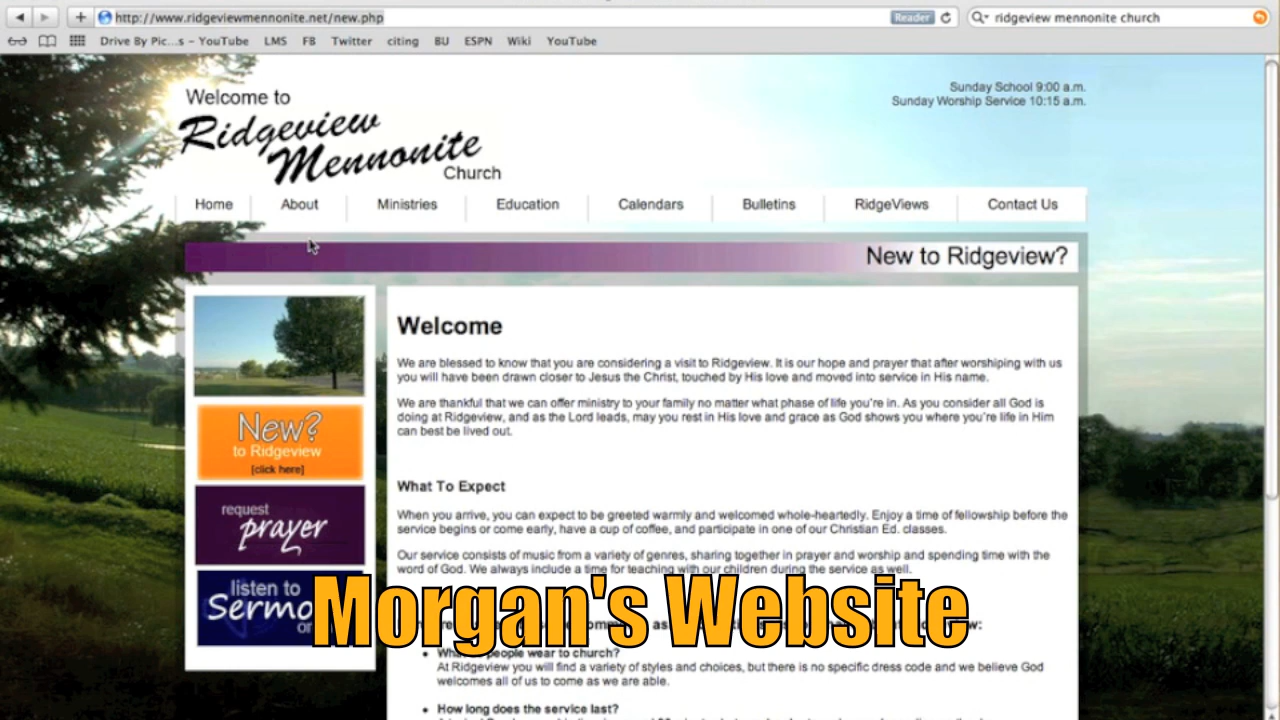 http://www.ridgeviewmennonite.net/new.php
Reader
ridgeview mennonite church
Drive By Pic...s – YouTube LMS FB Twitter citing BU ESPN Wiki YouTube
Sunday School 9:00 a.m.
Sunday Worship Service 10:15 a.m.
Welcome to
Ridgeview
Mennonite
Church
Home About Ministries Education Calendars Bulletins RidgeViews Contact Us
New to Ridgeview?
New?
to Ridgeview
[click here]
request
prayer
listen to
Welcome
We are blessed to know that you are considering a visit to Ridgeview. It is our hope and prayer that after worshiping with us
you will have been drawn closer to Jesus the Christ, touched by His love and moved into service in His name.
We are thankful that we can offer ministry to your family no matter what phase of life you're in. As you consider all God is
doing at Ridgeview, and as the Lord leads, may you rest in His love and grace as God shows you where you're life in Him
can best be lived out.
What To Expect
When you arrive, you can expect to be greeted warmly and welcomed whole-heartedly. Enjoy a time of fellowship before the
service begins or come early, have a cup of coffee, and participate in one of our Christian Ed. classes.
Our service consists of music from a variety of genres, sharing together in prayer and worship and spending time with the
word of God. We always include a time for teaching with our children during the service as well.
Morgan's Website
people wear to church?
At Ridgeview you will find a variety of styles and choices, but there is no specific dress code and we believe God
welcomes all of us to come as we are able.
How long does the service last?